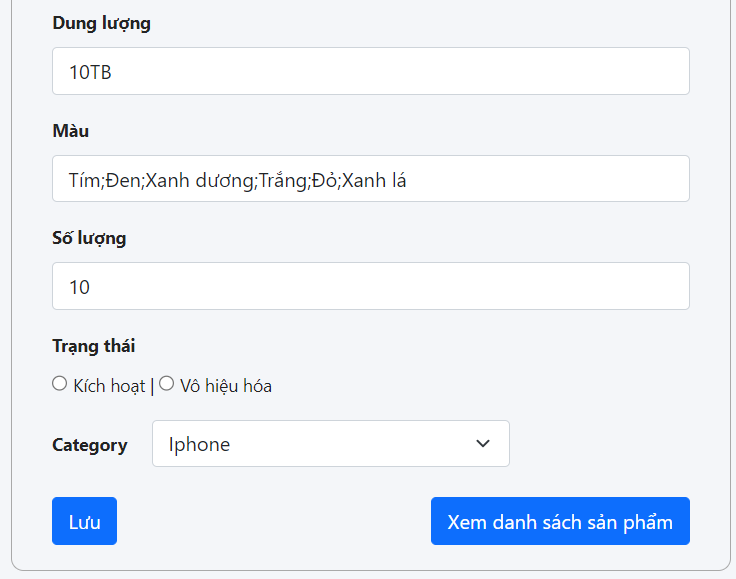 Dung lượng
10TB
Màu
Tím;Đen;Xanh dương;Trắng;Đỏ;Xanh lá
Số lượng
10
Trạng thái
Kích hoạt | Vô hiệu hóa
Category Iphone
Lưu Xem danh sách sản phẩm